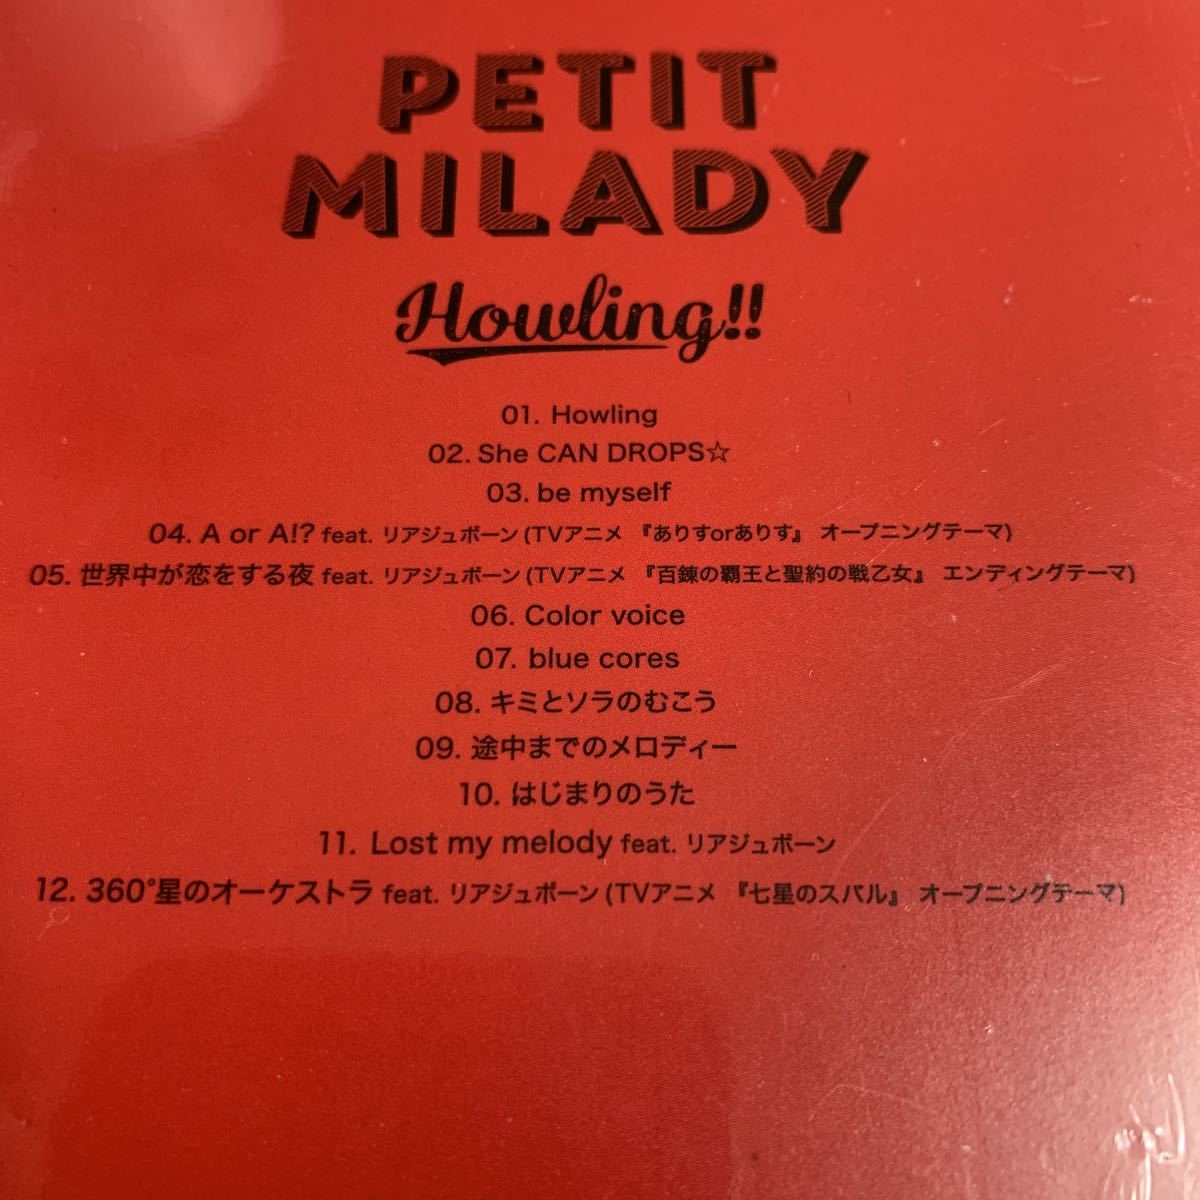 PETIT
MILADY
Howling!!
01. Howling
02. She CAN DROPS☆
03. be myself
04. A or A!? feat. リアジュボーン (TVアニメ 『ありすorありす』 オープニングテーマ)
05. 世界中が恋をする夜 feat. リアジュボーン (TVアニメ 『百錬の覇王と聖約の戦乙女』 エンディングテーマ)
06. Color voice
07. blue cores
08. キミとソラのむこう
09. 途中までのメロディー
10. はじまりのうた
11. Lost my melody feat. リアジュボーン
12. 360°星のオーケストラ feat. リアジュボーン (TVアニメ 『七星のスバル』 オープニングテーマ)